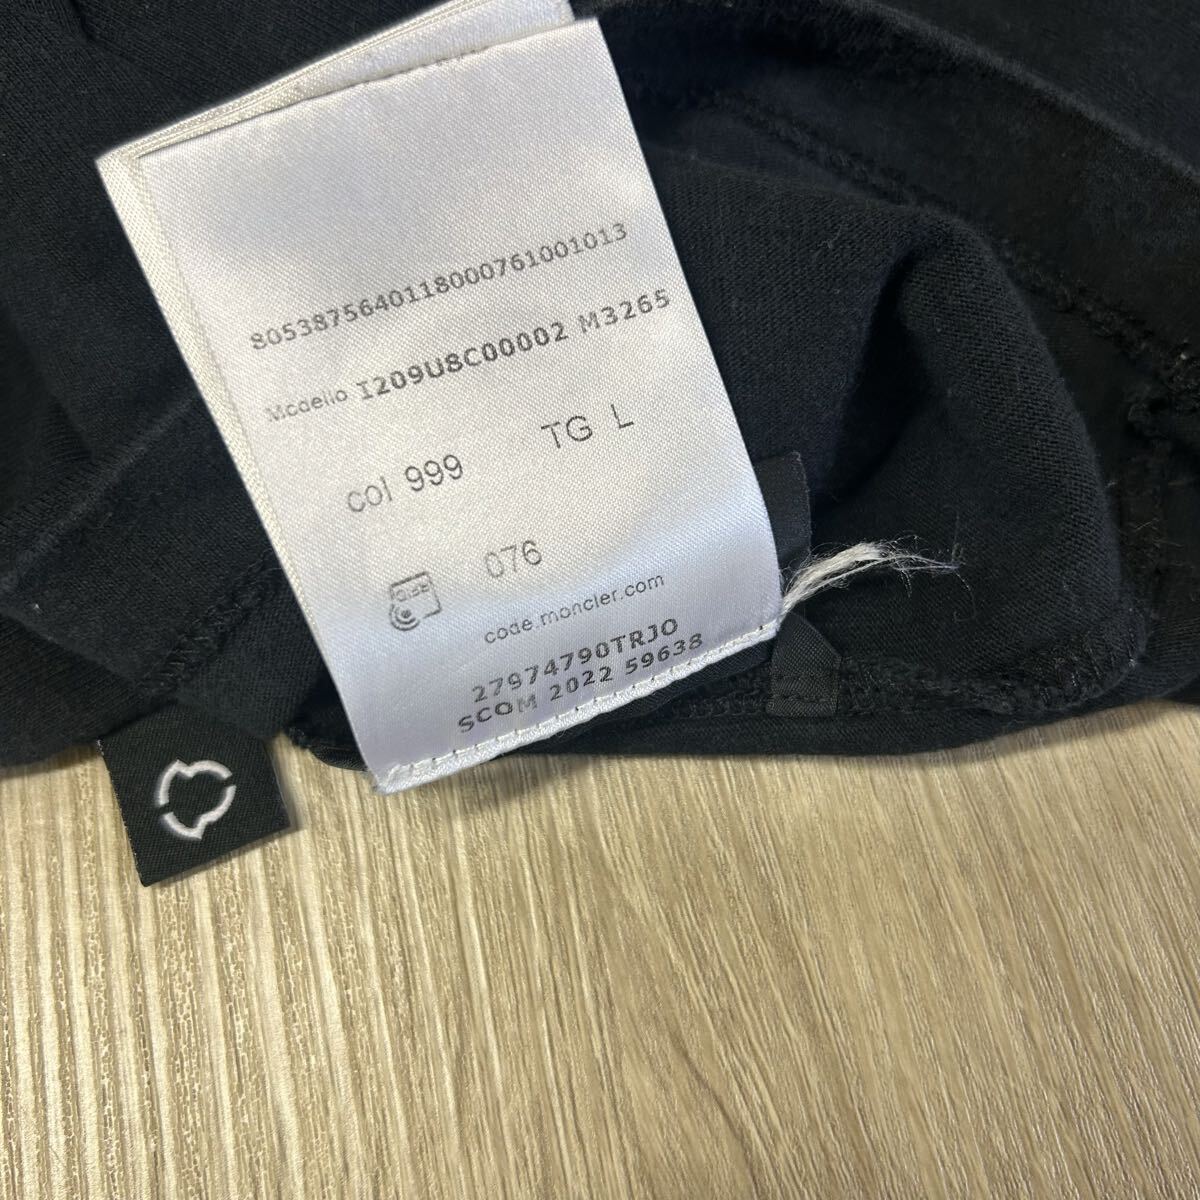 8053875640118000761001013
Modello I209U8C00002 M3265
col 999 TG L
076
code.moncler.com
27974790TRJO
SCOM 2022 59638